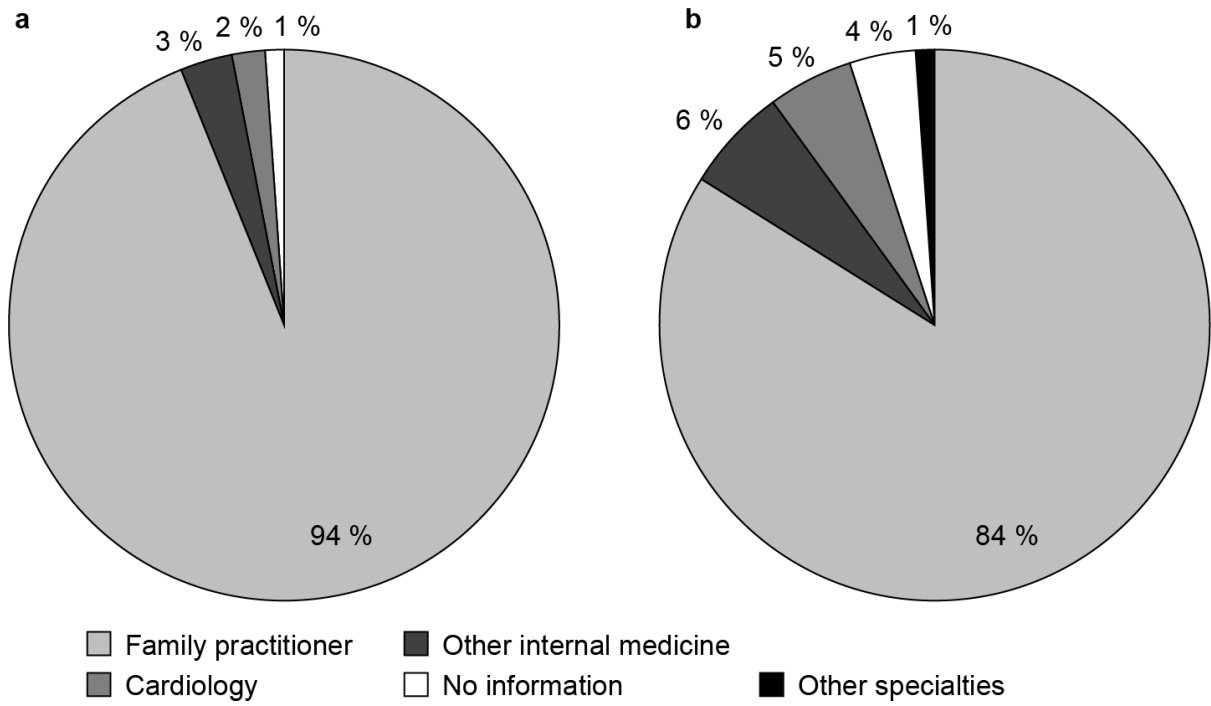 a
3 %
2 %
1 %
94 %
b
6 %
5 %
4 %
1 %
84 %
Family practitioner
Other internal medicine
Cardiology
No information
Other specialties